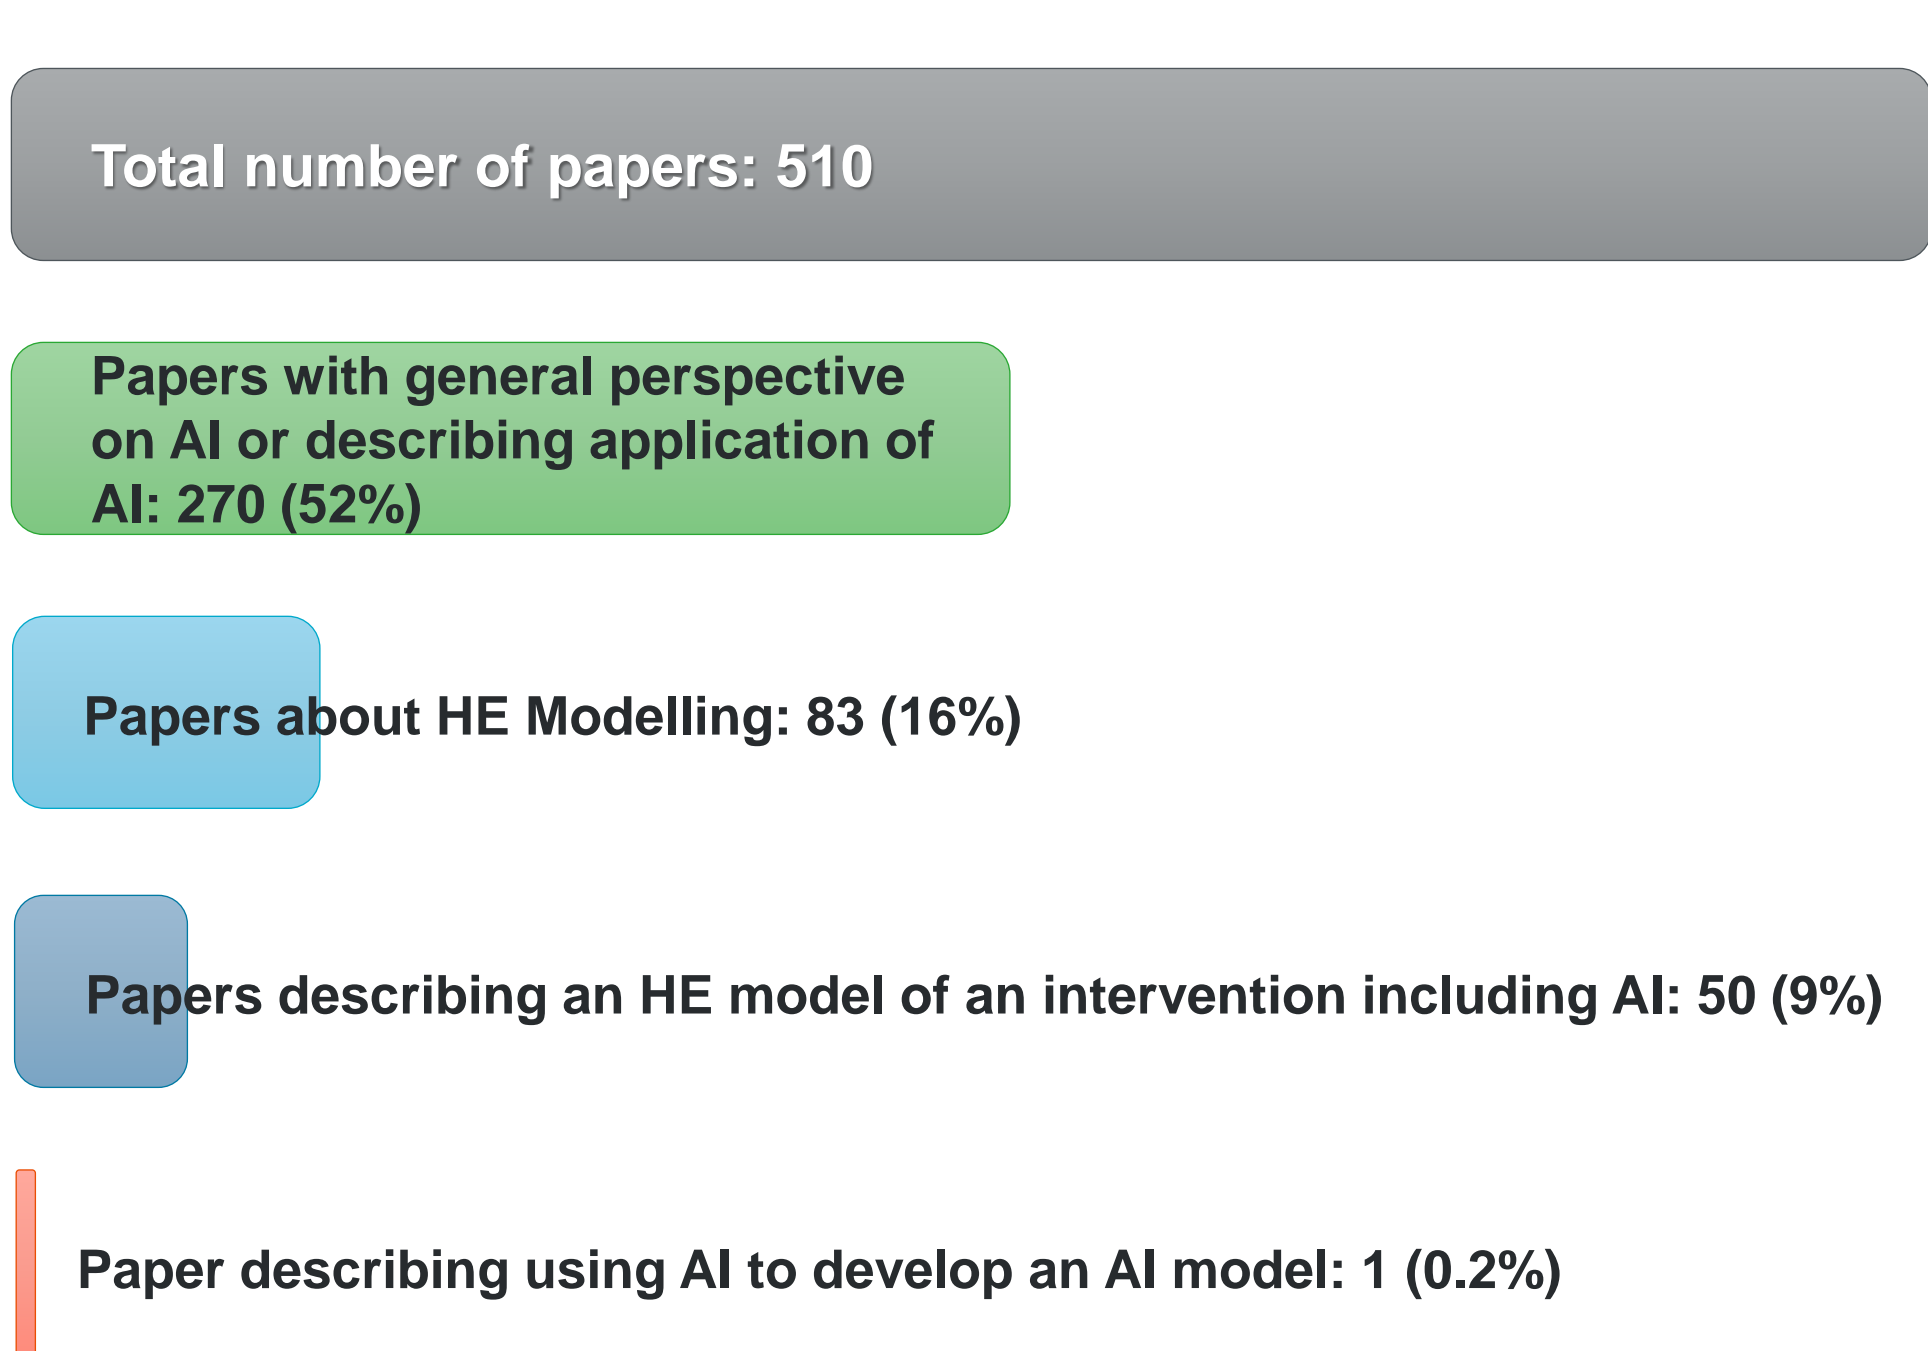 Total number of papers: 510
Papers with general perspective
on AI or describing application of
AI: 270 (52%)
Papers about HE Modelling: 83 (16%)
Papers describing an HE model of an intervention including AI: 50 (9%)
Paper describing using AI to develop an AI model: 1 (0.2%)